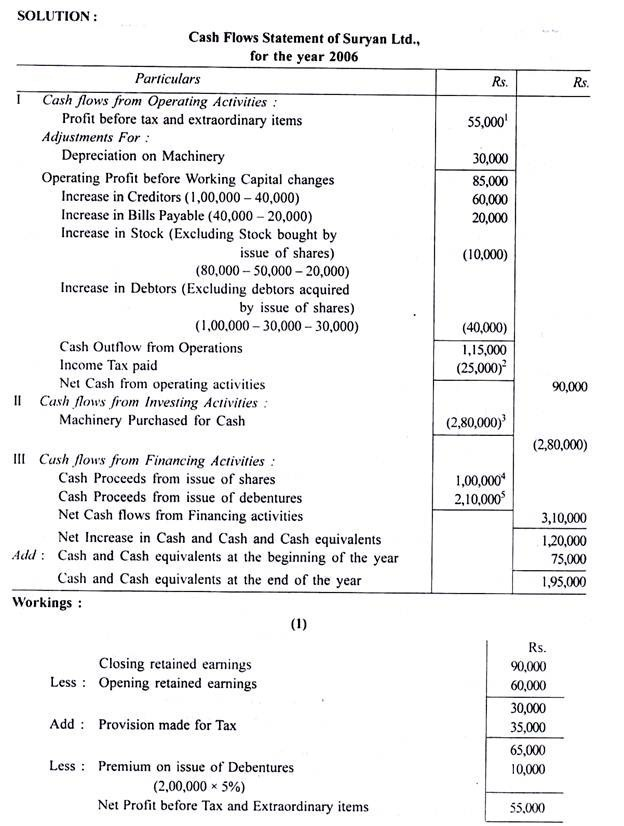 SOLUTION :
Cash Flows Statement of Suryan Ltd.,
for the year 2006
Particulars Rs. Rs.
I Cash flows from Operating Activities :
Profit before tax and extraordinary items 55,000¹
Adjustments For :
Depreciation on Machinery 30,000
Operating Profit before Working Capital changes 85,000
Increase in Creditors (1,00,000 – 40,000) 60,000
Increase in Bills Payable (40,000 – 20,000) 20,000
Increase in Stock (Excluding Stock bought by
issue of shares) (10,000)
(80,000 – 50,000 – 20,000)
Increase in Debtors (Excluding debtors acquired
by issue of shares)
(1,00,000 – 30,000 – 30,000) (40,000)
Cash Outflow from Operations 1,15,000
Income Tax paid (25,000)²
Net Cash from operating activities 90,000
II Cash flows from Investing Activities :
Machinery Purchased for Cash (2,80,000)³
(2,80,000)
III Cash flows from Financing Activities :
Cash Proceeds from issue of shares 1,00,000⁴
Cash Proceeds from issue of debentures 2,10,000⁵
Net Cash flows from Financing activities 3,10,000
Net Increase in Cash and Cash and Cash equivalents 1,20,000
Add : Cash and Cash equivalents at the beginning of the year 75,000
Cash and Cash equivalents at the end of the year 1,95,000
Workings :
(1)
Rs.
Closing retained earnings 90,000
Less : Opening retained earnings 60,000
30,000
Add : Provision made for Tax 35,000
65,000
Less : Premium on issue of Debentures 10,000
(2,00,000 × 5%)
Net Profit before Tax and Extraordinary items 55,000